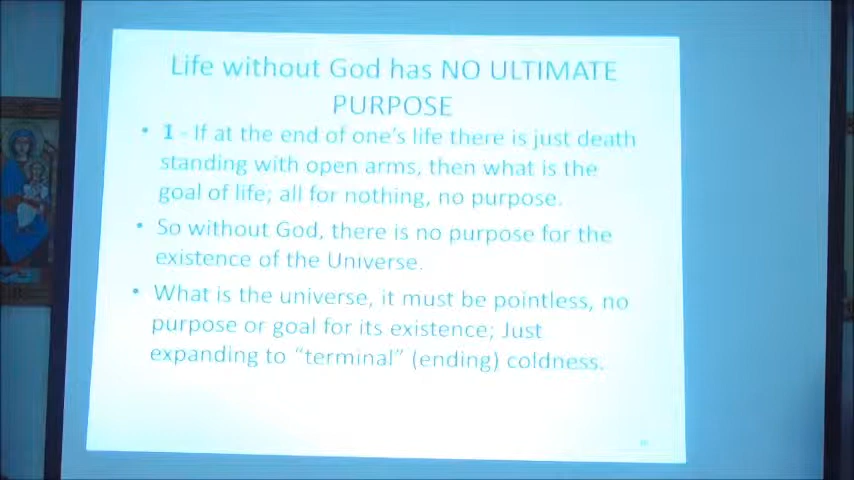 Life without God has NO ULTIMATE
PURPOSE
• 1 - If at the end of one's life there is just death
standing with open arms, then what is the
goal of life; all for nothing, no purpose.
• So without God, there is no purpose for the
existence of the Universe.
• What is the universe, it must be pointless, no
purpose or goal for its existence; Just
expanding to "terminal" (ending) coldness.